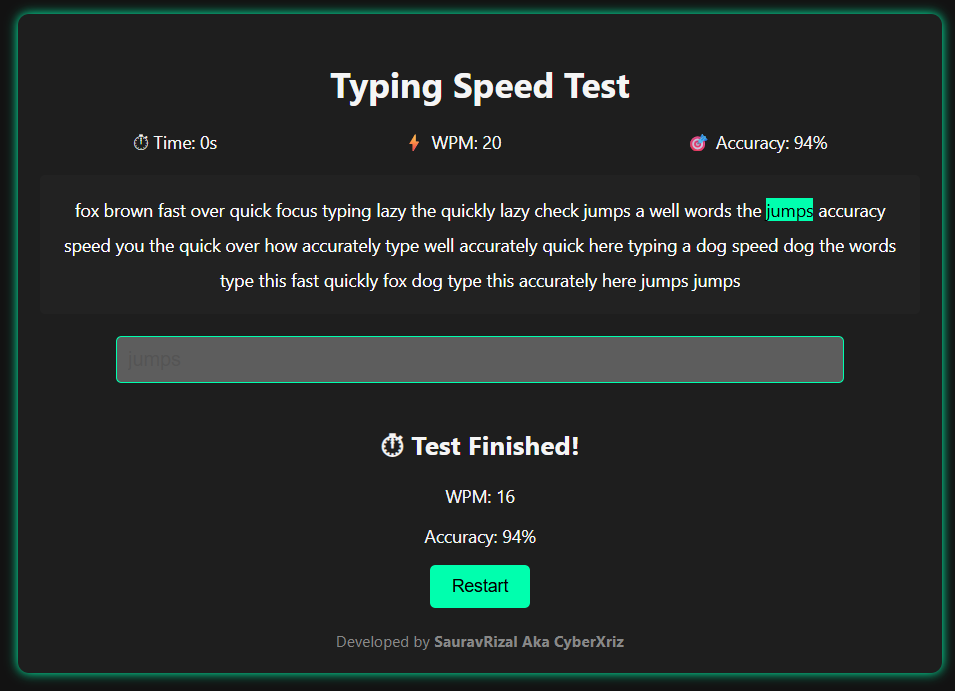 Typing Speed Test
⏱ Time: 0s ⚡ WPM: 20 🎯 Accuracy: 94%
fox brown fast over quick focus typing lazy the quickly lazy check jumps a well words the jumps accuracy
speed you the quick over how accurately type well accurately quick here typing a dog speed dog the words
type this fast quickly fox dog type this accurately here jumps jumps
jumps
⏱ Test Finished!
WPM: 16
Accuracy: 94%
Restart
Developed by SauravRizal Aka CyberXriz